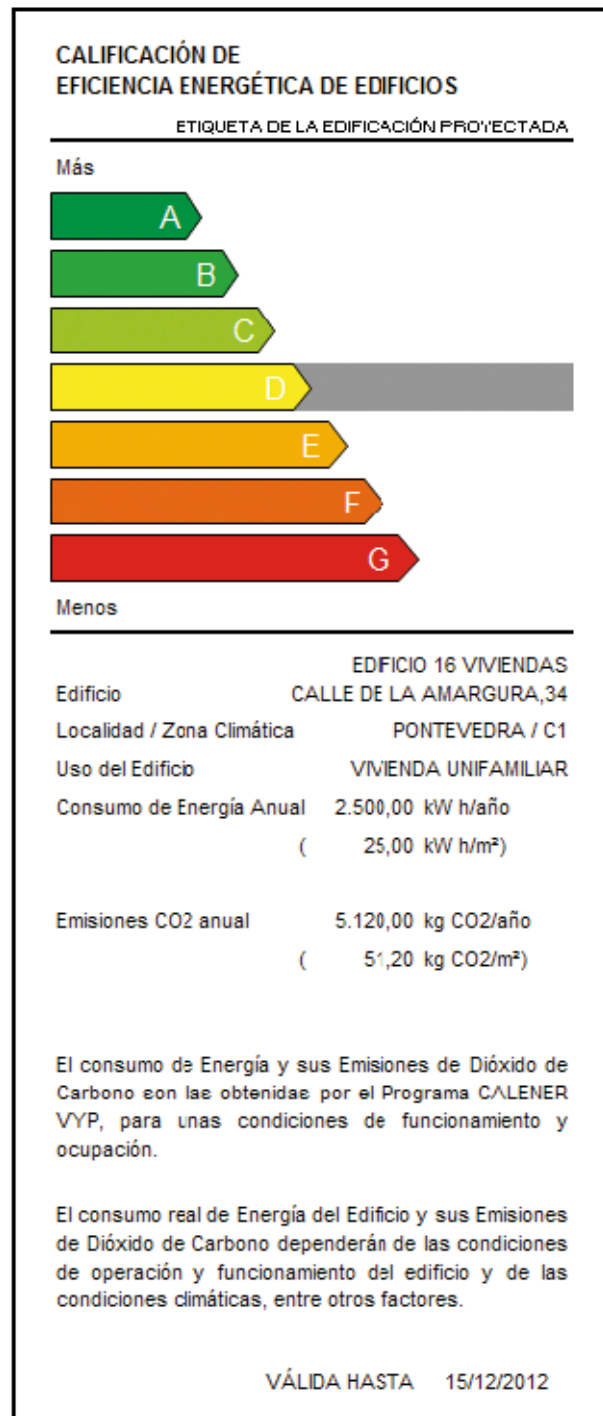 CALIFICACIÓN DE
EFICIENCIA ENERGÉTICA DE EDIFICIOS
ETIQUETA DE LA EDIFICACIÓN PROYECTADA
Más
A
B
C
D
E
F
G
Menos
EDIFICIO 16 VIVIENDAS
Edificio CALLE DE LA AMARGURA,34
Localidad / Zona Climática PONTEVEDRA / C1
Uso del Edificio VIVIENDA UNIFAMILIAR
Consumo de Energía Anual 2.500,00 kW h/año
( 25,00 kW h/m²)
Emisiones CO2 anual 5.120,00 kg CO2/año
( 51,20 kg CO2/m²)
El consumo de Energía y sus Emisiones de Dióxido de
Carbono son las obtenidas por el Programa CALENER
VYP, para unas condiciones de funcionamiento y
ocupación.
El consumo real de Energía del Edificio y sus Emisiones
de Dióxido de Carbono dependerán de las condiciones
de operación y funcionamiento del edificio y de las
condiciones climáticas, entre otros factores.
VÁLIDA HASTA 15/12/2012